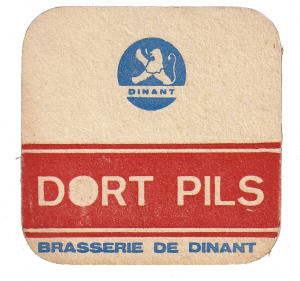 DINANT
DORT PILS
BRASSERIE DE DINANT